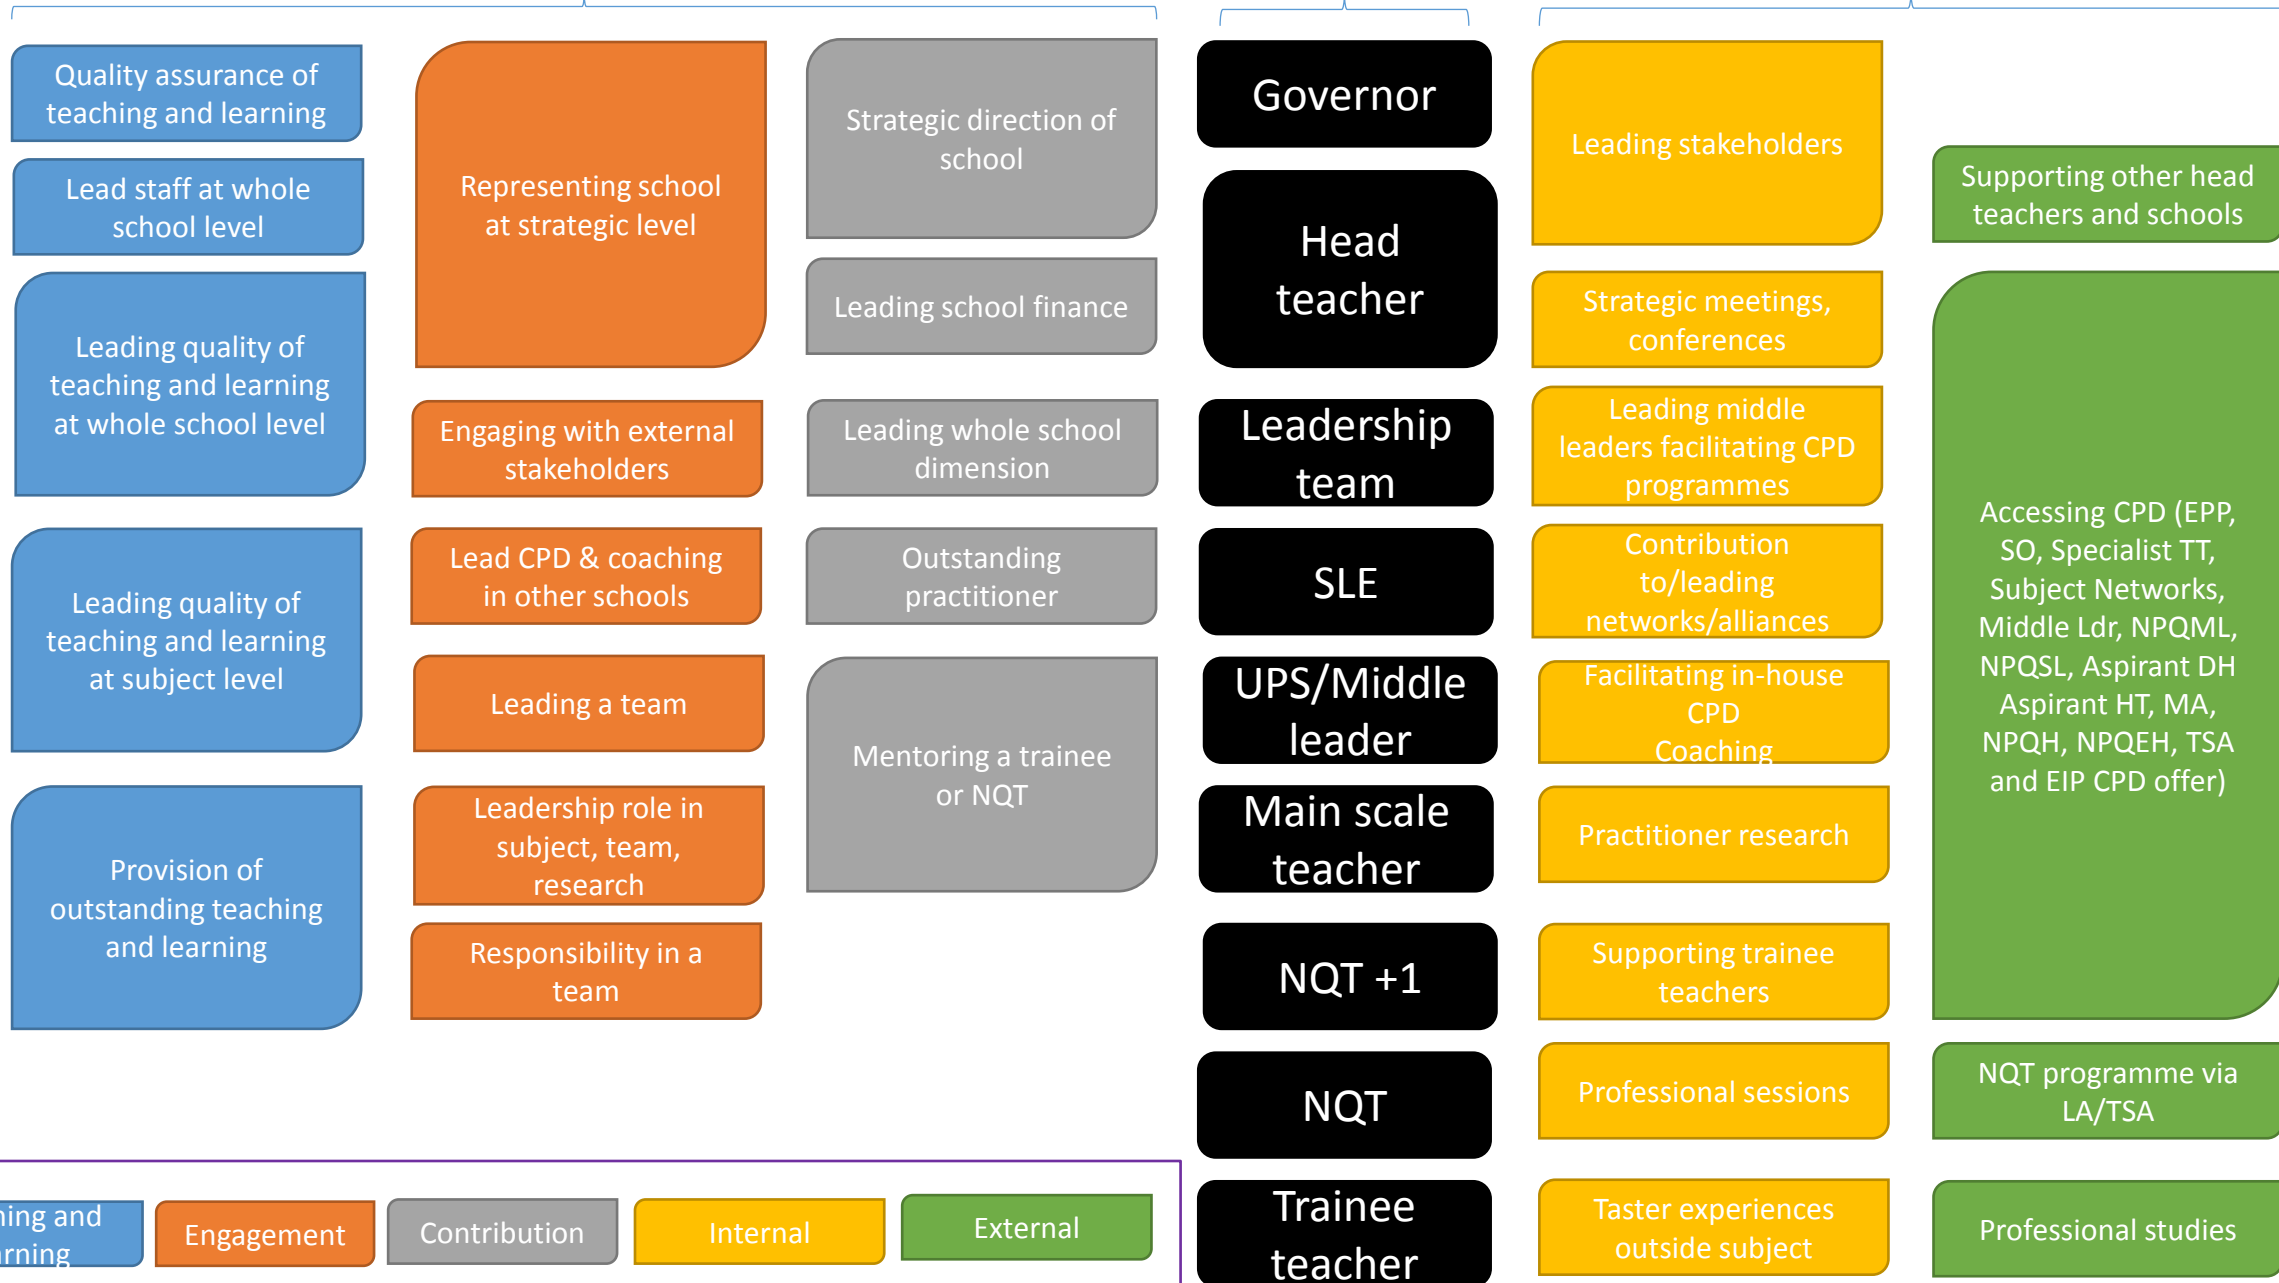 Quality assurance of
teaching and learning
Lead staff at whole
school level
Leading quality of
teaching and learning
at whole school level
Leading quality of
teaching and learning
at subject level
Provision of
outstanding teaching
and learning
Representing school
at strategic level
Engaging with external
stakeholders
Lead CPD & coaching
in other schools
Leading a team
Leadership role in
subject, team,
research
Responsibility in a
team
Strategic direction of
school
Leading school finance
Leading whole school
dimension
Outstanding
practitioner
Mentoring a trainee
or NQT
Governor
Head
teacher
Leadership
team
SLE
UPS/Middle
leader
Main scale
teacher
NQT +1
NQT
Trainee
teacher
Leading stakeholders
Strategic meetings,
conferences
Leading middle
leaders facilitating CPD
programmes
Contribution
to/leading
networks/alliances
Facilitating in-house
CPD
Coaching
Practitioner research
Supporting trainee
teachers
Professional sessions
Taster experiences
outside subject
Supporting other head
teachers and schools
Accessing CPD (EPP,
SO, Specialist TT,
Subject Networks,
Middle Ldr, NPQML,
NPQSL, Aspirant DH
Aspirant HT, MA,
NPQH, NPQEH, TSA
and EIP CPD offer)
NQT programme via
LA/TSA
Professional studies
and
Engagement
Contribution
Internal
External